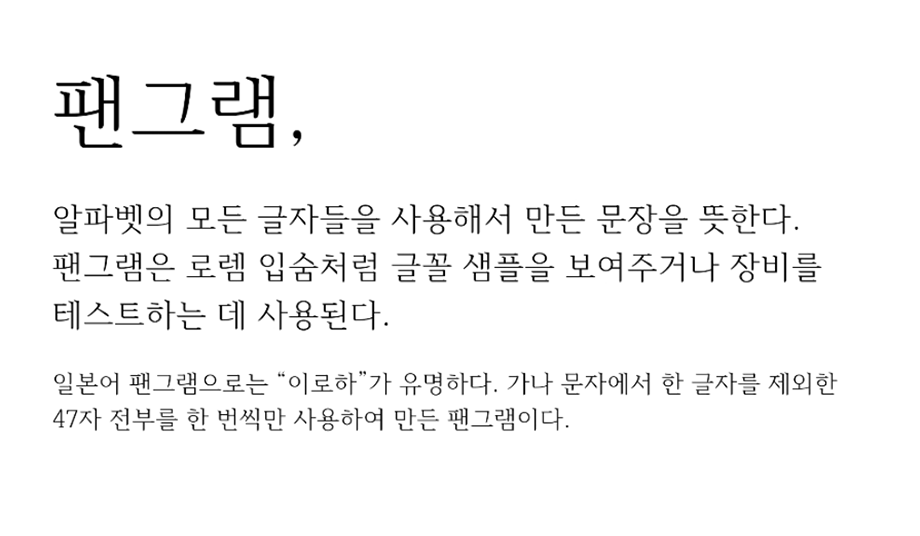 팬그램,
알파벳의 모든 글자들을 사용해서 만든 문장을 뜻한다.
팬그램은 로렘 입숨처럼 글꼴 샘플을 보여주거나 장비를
테스트하는 데 사용된다.
일본어 팬그램으로는 “이로하”가 유명하다. 가나 문자에서 한 글자를 제외한
47자 전부를 한 번씩만 사용하여 만든 팬그램이다.